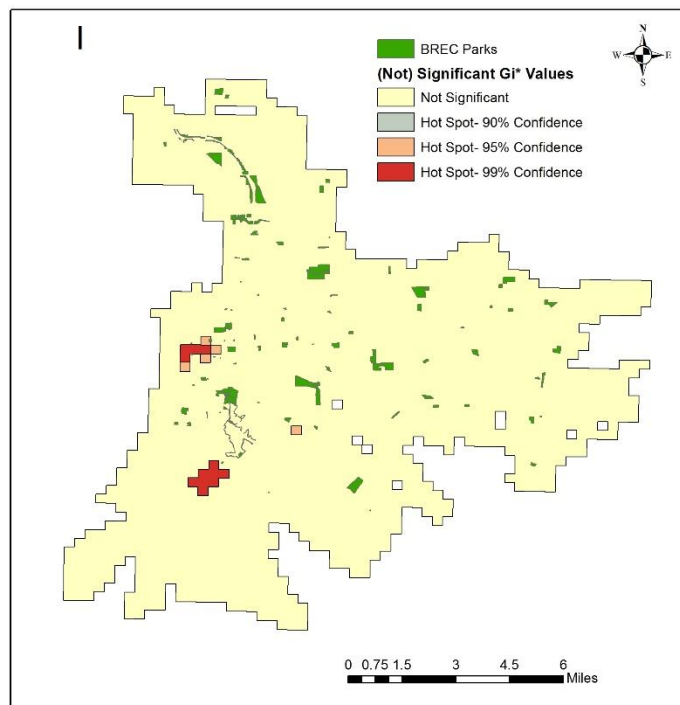 I
BREC Parks
(Not) Significant Gi* Values
Not Significant
Hot Spot- 90% Confidence
Hot Spot- 95% Confidence
Hot Spot- 99% Confidence
N
W E
S
0 0.75 1.5 3 4.5 6
Miles